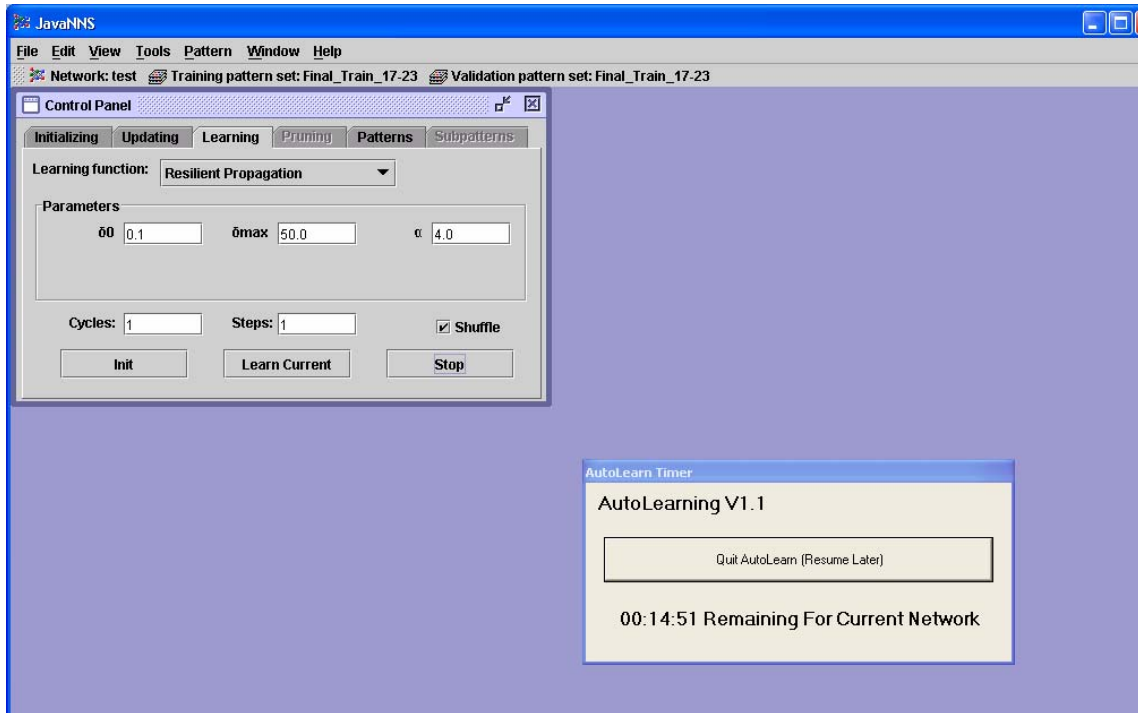 JavaNNS
File Edit View Tools Pattern Window Help
Network: test Training pattern set: Final_Train_17-23 Validation pattern set: Final_Train_17-23
Control Panel
Initializing Updating Learning Pruning Patterns Subpatterns
Learning function: Resilient Propagation
Parameters
δ0 0.1 δmax 50.0 α 4.0
Cycles: 1 Steps: 1 Shuffle
Init Learn Current Stop
AutoLearn Timer
AutoLearning V1.1
Quit AutoLearn (Resume Later)
00:14:51 Remaining For Current Network